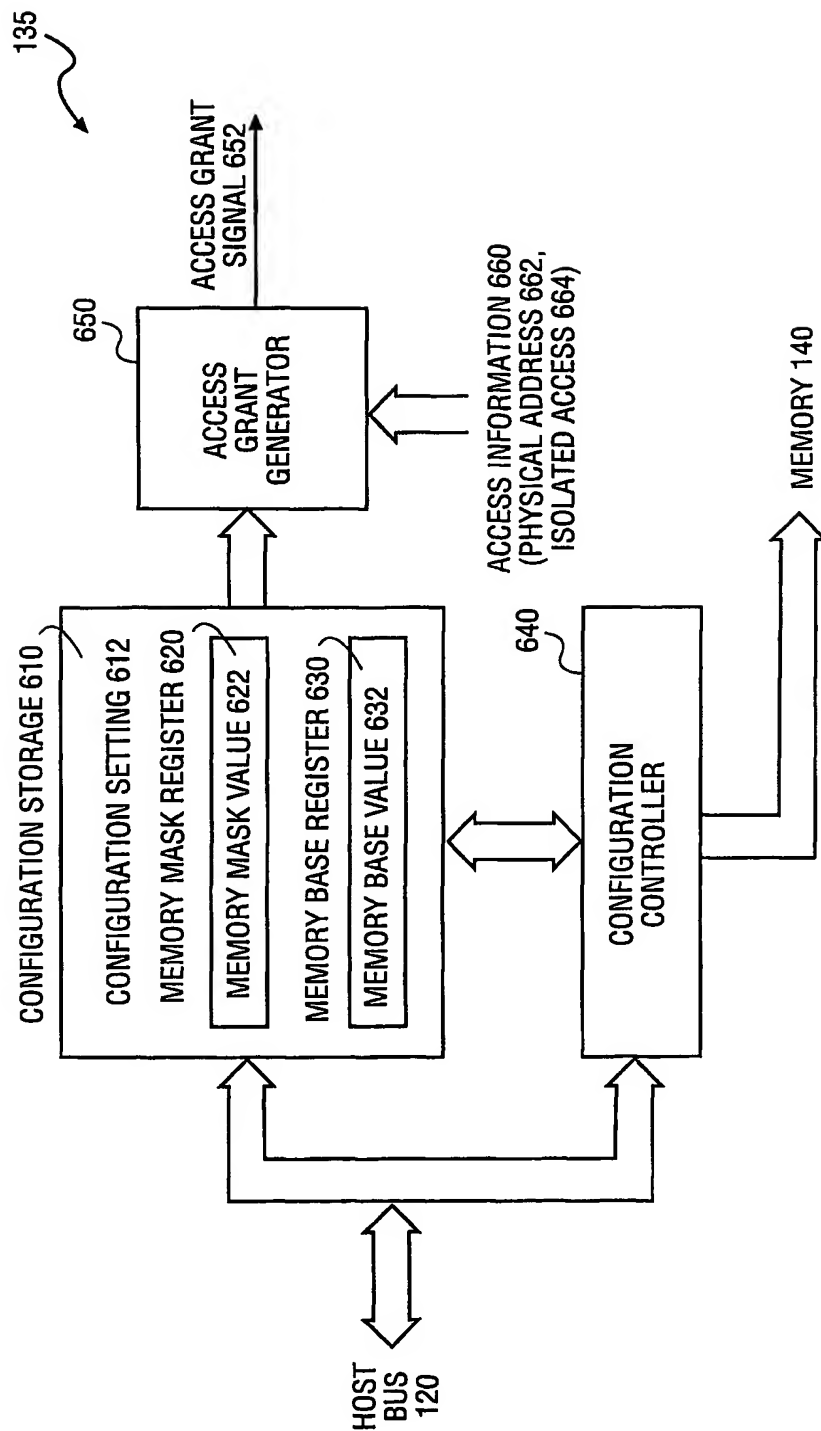 135
CONFIGURATION STORAGE 610
CONFIGURATION SETTING 612
MEMORY MASK REGISTER 620
MEMORY MASK VALUE 622
MEMORY BASE REGISTER 630
MEMORY BASE VALUE 632
650
ACCESS
GRANT
GENERATOR
ACCESS GRANT
SIGNAL 652
ACCESS INFORMATION 660
(PHYSICAL ADDRESS 662,
ISOLATED ACCESS 664)
HOST
BUS
120
640
CONFIGURATION
CONTROLLER
MEMORY 140